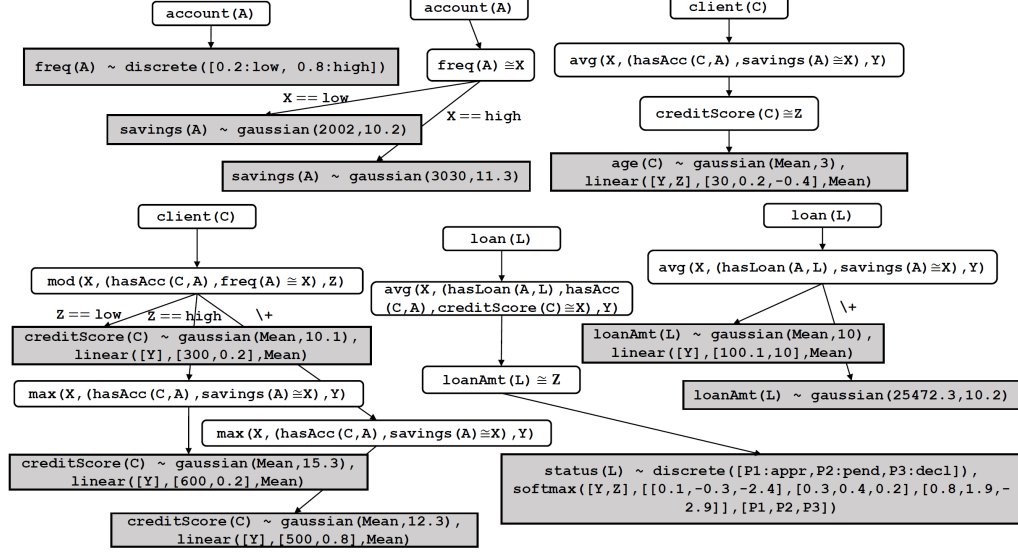 account(A)
freq(A) ~ discrete([0.2:low, 0.8:high])
account(A)
freq(A) ≅X
X == low
X == high
savings(A) ~ gaussian(2002,10.2)
savings(A) ~ gaussian(3030,11.3)
client(C)
avg(X,(hasAcc(C,A),savings(A)≅X),Y)
creditScore(C)≅Z
age(C) ~ gaussian(Mean,3),
linear([Y,Z],[30,0.2,-0.4],Mean)
client(C)
mod(X,(hasAcc(C,A),freq(A) ≅ X),Z)
Z == low
Z == high
\+
creditScore(C) ~ gaussian(Mean,10.1)
linear([Y],[300,0.2],Mean)
max(X,(hasAcc(C,A),savings(A)≅X),Y)
max(X,(hasAcc(C,A),savings(A)≅X),Y)
creditScore(C) ~ gaussian(Mean,15.3),
linear([Y],[600,0.2],Mean)
creditScore(C) ~ gaussian(Mean,12.3),
linear([Y],[500,0.8],Mean)
loan(L)
avg(X,(hasLoan(A,L),hasAcc
(C,A),creditScore(C)≅X),Y)
loanAmt(L) ≅ Z
status(L) ~ discrete([P1:appr,P2:pend,P3:decl]),
softmax([Y,Z],[[0.1,-0.3,-2.4],[0.3,0.4,0.2],[0.8,1.9,-
2.9]],[P1,P2,P3])
loan(L)
avg(X,(hasLoan(A,L),savings(A)≅X),Y)
\+
loanAmt(L) ~ gaussian(Mean,10),
linear([Y],[100.1,10],Mean)
loanAmt(L) ~ gaussian(25472.3,10.2)